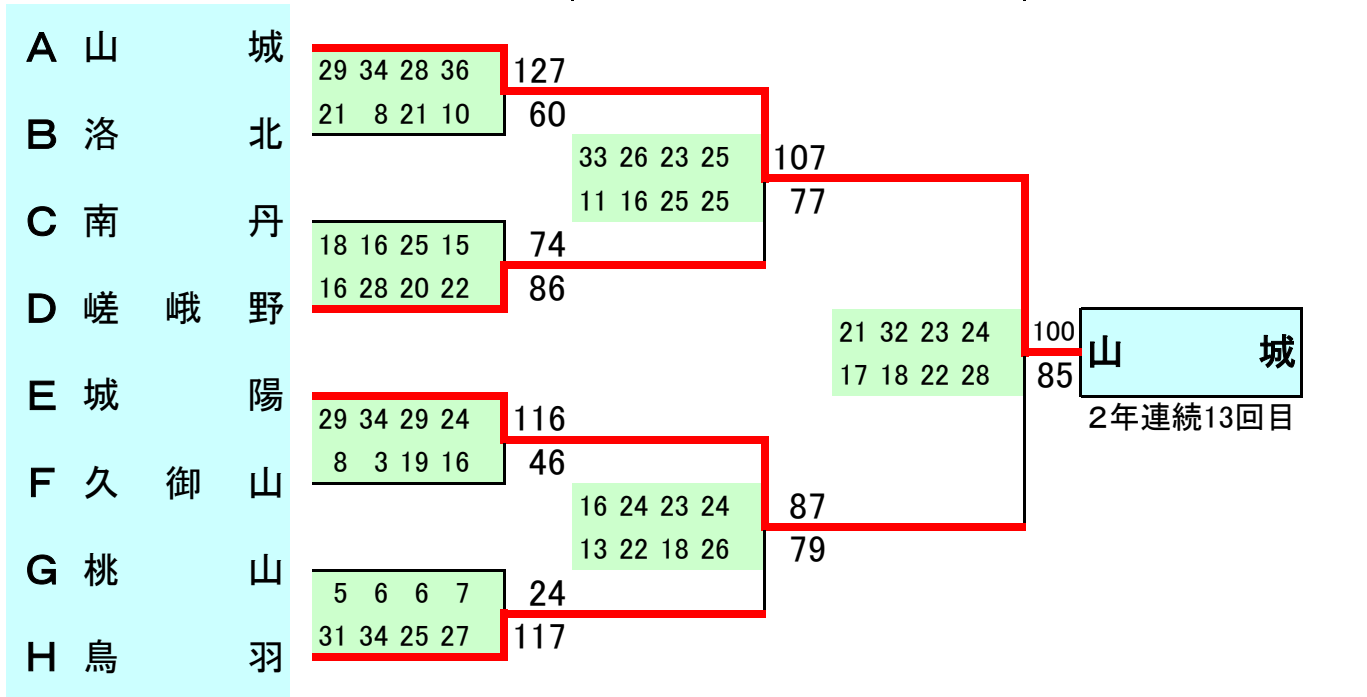 A 山 城
29 34 28 36 127
21 8 21 10 60
B 洛 北
33 26 23 25 107
11 16 25 25 77
C 南 丹
18 16 25 15 74
16 28 20 22 86
D 嵯 峨 野
21 32 23 24 100
17 18 22 28 85
山 城
2年連続13回目
E 城 陽
29 34 29 24 116
8 3 19 16 46
F 久 御 山
16 24 23 24 87
13 22 18 26 79
G 桃 山
5 6 6 7 24
31 34 25 27 117
H 鳥 羽